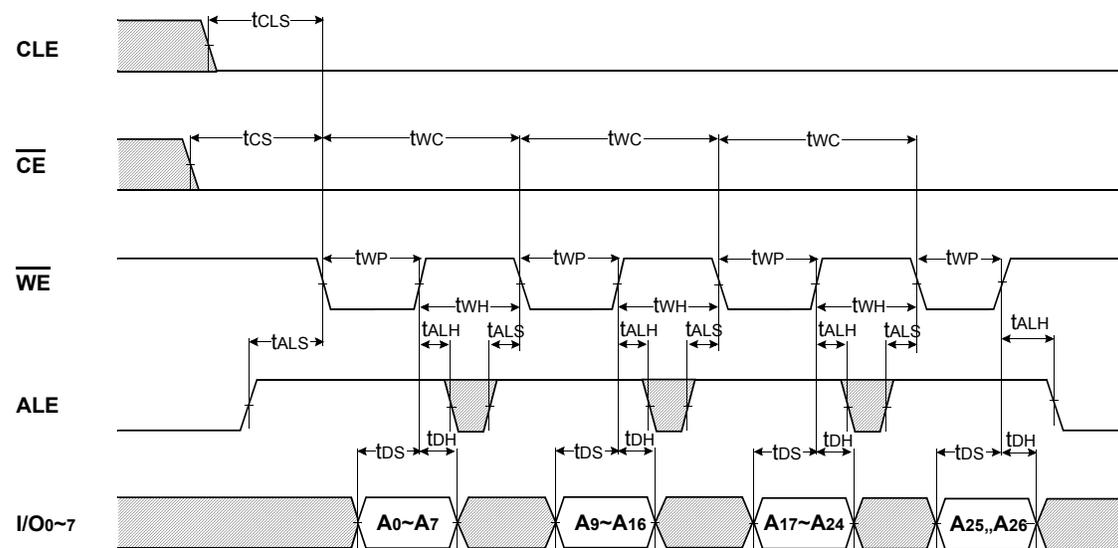 CLE
tCLS
CE
tCS
tWC
tWC
tWC
WE
tWP
tWP
tWP
tWP
tWH
tWH
tWH
tALS
tALH
tALS
tALH
tALS
tALH
tALS
tALH
ALE
tDS
tDH
tDS
tDH
tDS
tDH
tDS
tDH
I/O0~7
A0~A7
A9~A16
A17~A24
A25,,A26